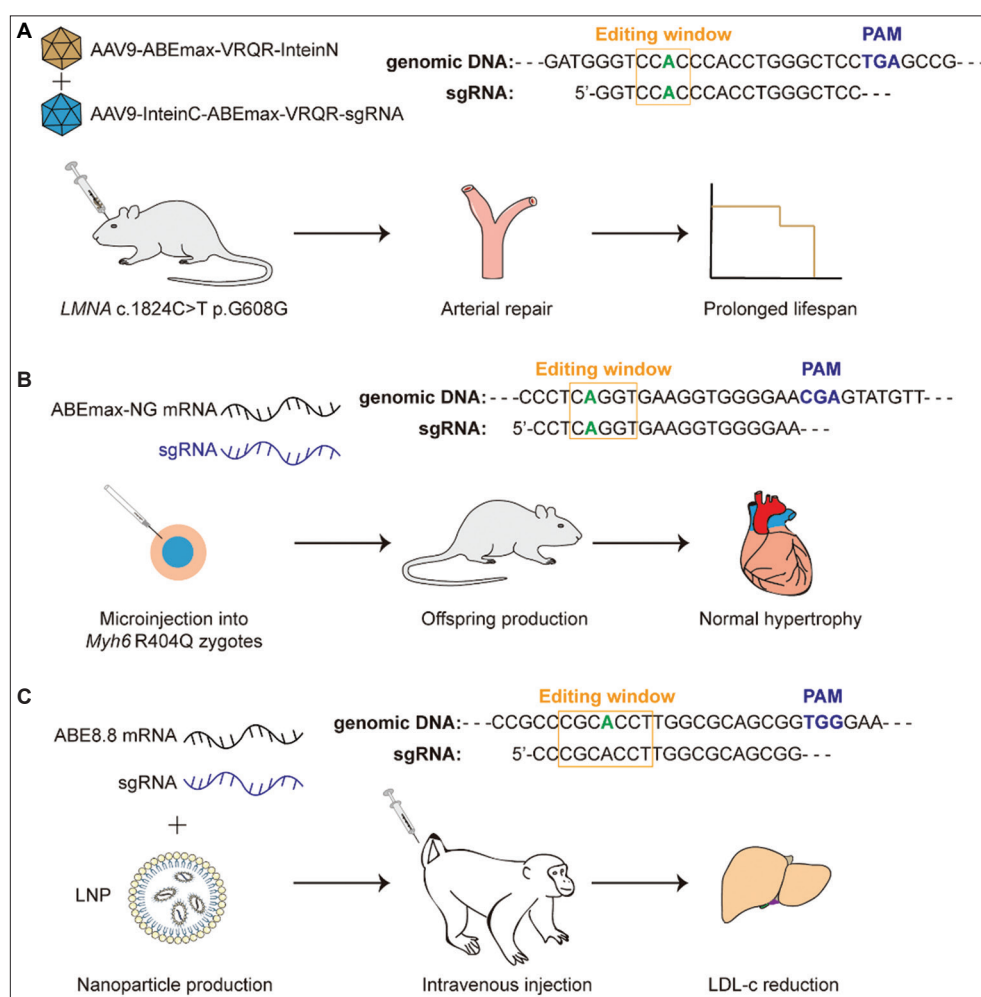 A
AAV9-ABEmax-VRQR-InteinN
+
AAV9-InteinC-ABEmax-VRQR-sgRNA
Editing window PAM
genomic DNA:---GATGGGTCCACCCACCTGGGCTCCTGAGCCG---
sgRNA: 5'-GGTCCACCCACCTGGGCTCC---
LMNA c.1824C>T p.G608G
Arterial repair
Prolonged lifespan
B
ABEmax-NG mRNA
sgRNA
Editing window PAM
genomic DNA:---CCCTCAGGTGAAGGTGGGGAACGAGTATGTT---
sgRNA: 5'-CCTCAGGTGAAGGTGGGGAA---
Microinjection into
Myh6 R404Q zygotes
Offspring production
Normal hypertrophy
C
ABE8.8 mRNA
sgRNA
+
LNP
Editing window PAM
genomic DNA:---CCGCCCGCACCTTGGCGCAGCGGTGGGAA---
sgRNA: 5'-CCCGCACCTTGGCGCAGCGG---
Nanoparticle production
Intravenous injection
LDL-c reduction